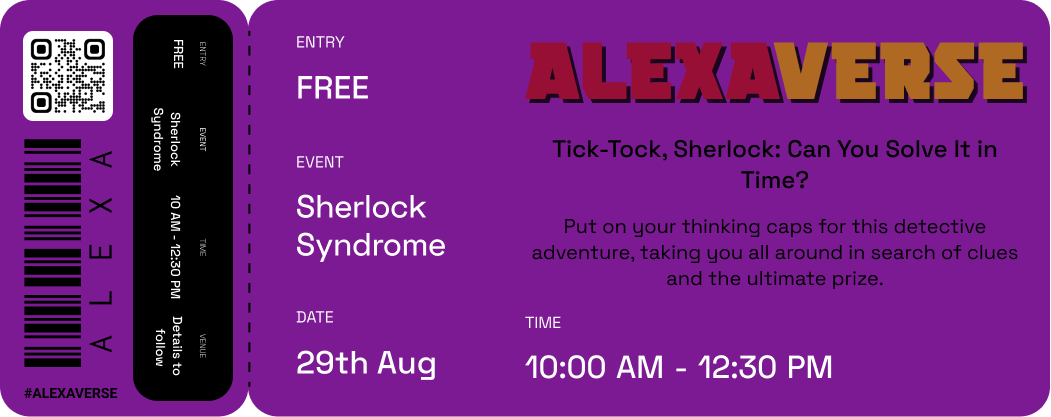 #ALEXAVERSE
ALEXA
ENTRY
FREE
EVENT
Sherlock
Syndrome
TIME
10 AM - 12:30 PM
VENUE
Details to
follow
ENTRY
FREE
EVENT
Sherlock
Syndrome
DATE
29th Aug
ALEXAVERSE
Tick-Tock, Sherlock: Can You Solve It in
Time?
Put on your thinking caps for this detective
adventure, taking you all around in search of clues
and the ultimate prize.
TIME
10:00 AM - 12:30 PM